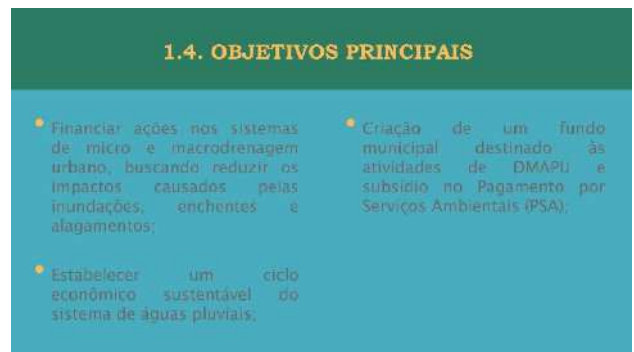 1.4. OBJETIVOS PRINCIPAIS
• Financiar ações nos sistemas
de micro e macrodrenagem
urbano, buscando reduzir os
impactos causados pelas
inundações, enchentes e
alagamentos;
• Estabelecer um ciclo
econômico sustentável do
sistema de águas pluviais;
• Criação de um fundo
municipal destinado às
atividades de DMAPU e
subsídio no Pagamento por
Serviços Ambientais (PSA);